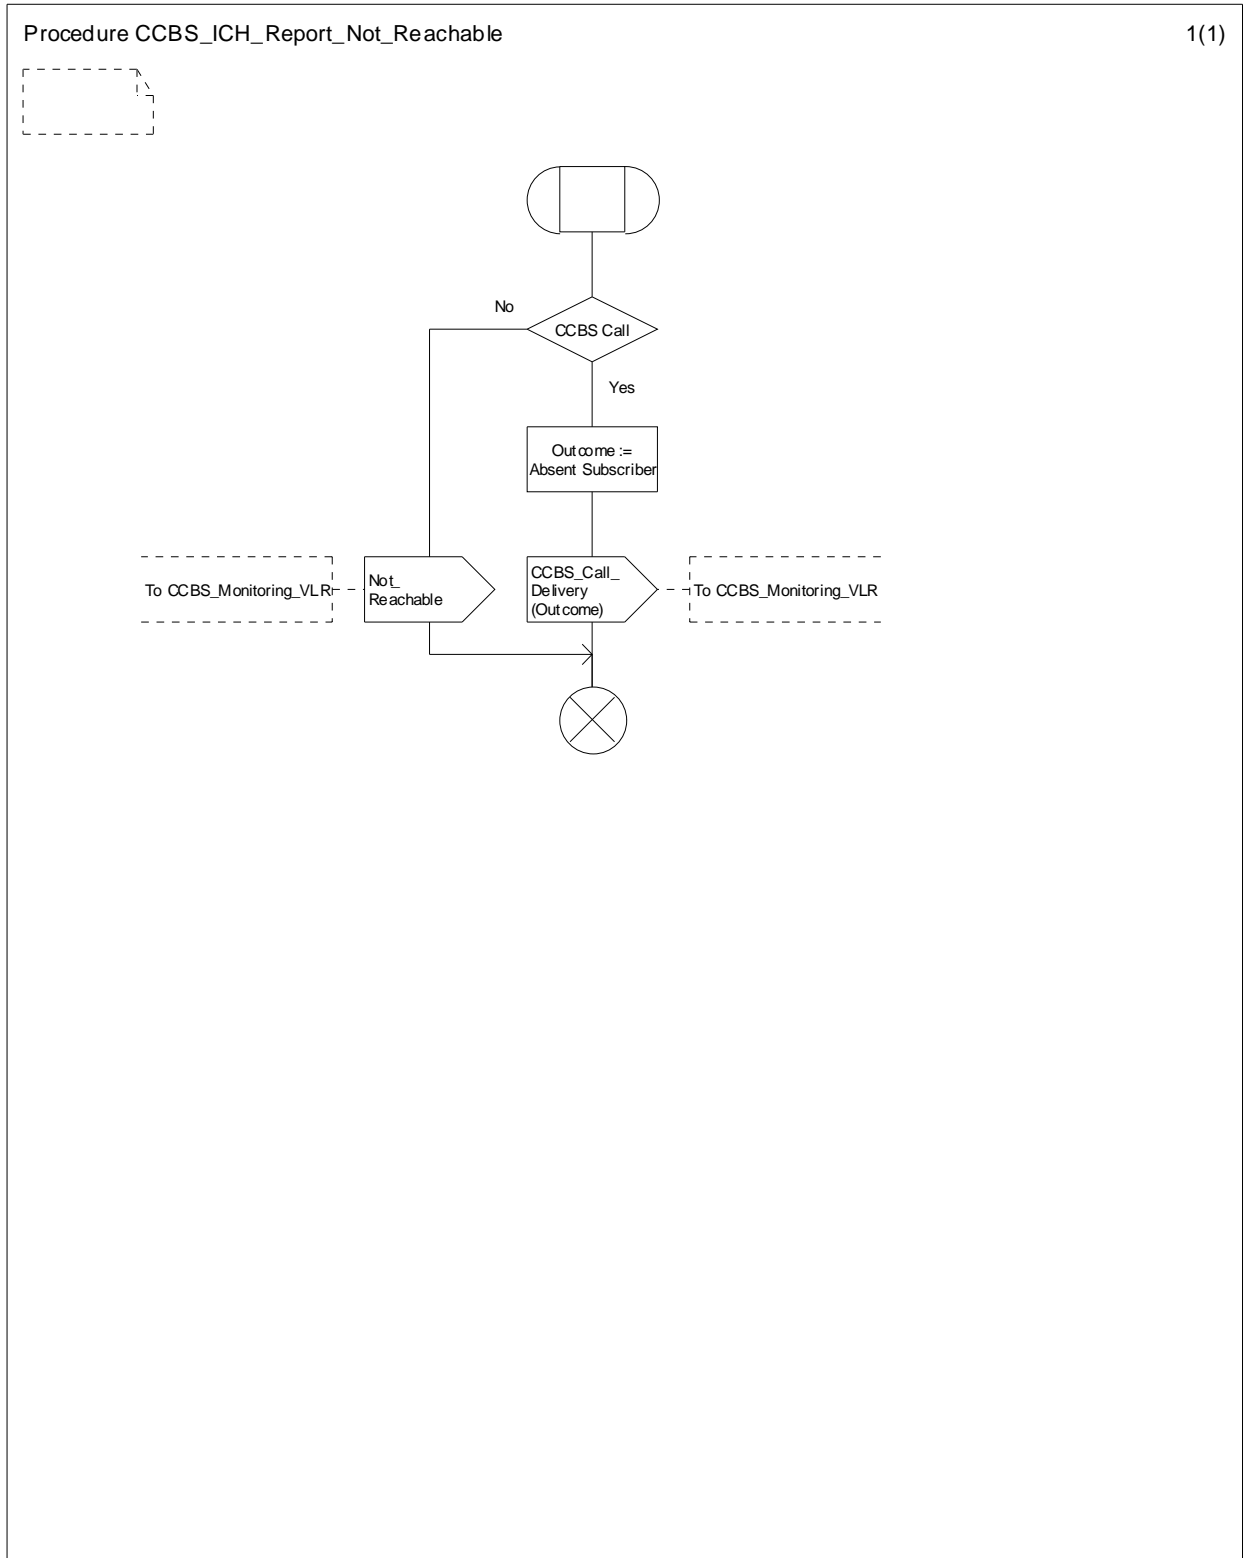 Procedure CCBS_ICH_Report_Not_Reachable
1(1)
No
CCBS Call
Yes
Outcome :=
Absent Subscriber
To CCBS_Monitoring_VLR
Not_
Reachable
CCBS_Call_
Delivery
(Outcome)
To CCBS_Monitoring_VLR